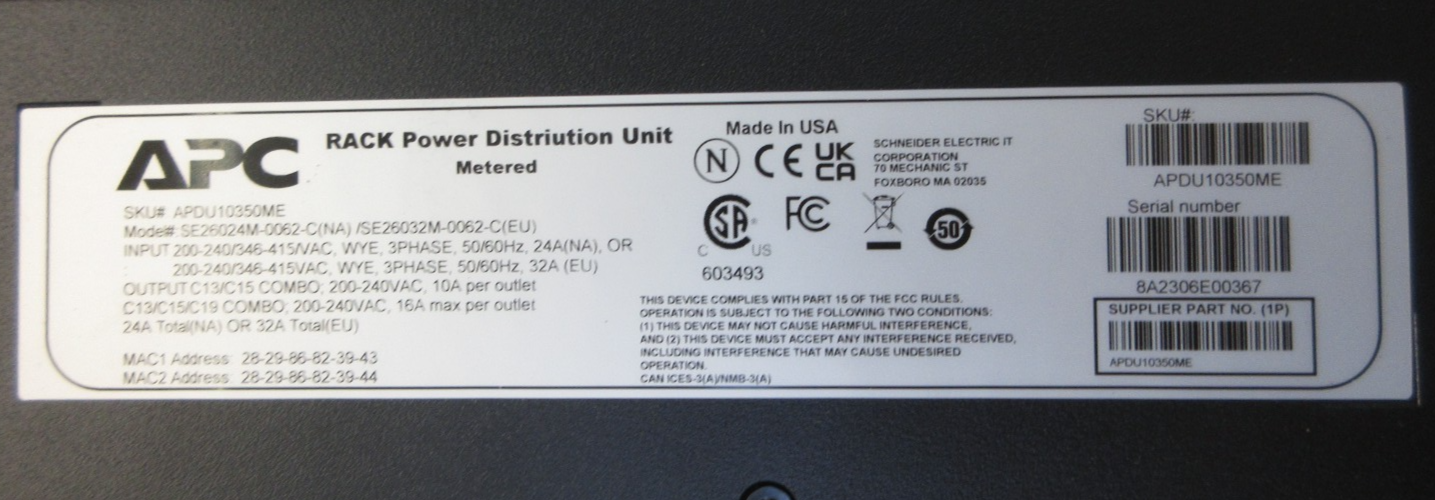 APC
RACK Power Distriution Unit
Metered
SKU# APDU10350ME
Model#: SE26024M-0062-C(NA) /SE26032M-0062-C(EU)
INPUT 200-240/346-415/VAC, WYE, 3PHASE, 50/60Hz, 24A(NA), OR
: 200-240/346-415VAC, WYE, 3PHASE, 50/60Hz, 32A (EU)
OUTPUT C13/C15 COMBO; 200-240VAC, 10A per outlet
C13/C15/C19 COMBO; 200-240VAC, 16A max per outlet
24A Total(NA) OR 32A Total(EU)
MAC1 Address: 28-29-86-82-39-43
MAC2 Address: 28-29-86-82-39-44
Made In USA
N CE UK CA
SCHNEIDER ELECTRIC IT
CORPORATION
70 MECHANIC ST
FOXBORO MA 02035
SA ® FC 50
C US
603493
THIS DEVICE COMPLIES WITH PART 15 OF THE FCC RULES.
OPERATION IS SUBJECT TO THE FOLLOWING TWO CONDITIONS:
(1) THIS DEVICE MAY NOT CAUSE HARMFUL INTERFERENCE,
AND (2) THIS DEVICE MUST ACCEPT ANY INTERFERENCE RECEIVED,
INCLUDING INTERFERENCE THAT MAY CAUSE UNDESIRED
OPERATION.
CAN ICES-3(A)/NMB-3(A)
SKU#:
APDU10350ME
Serial number
8A2306E00367
SUPPLIER PART NO. (1P)
APDU10350ME